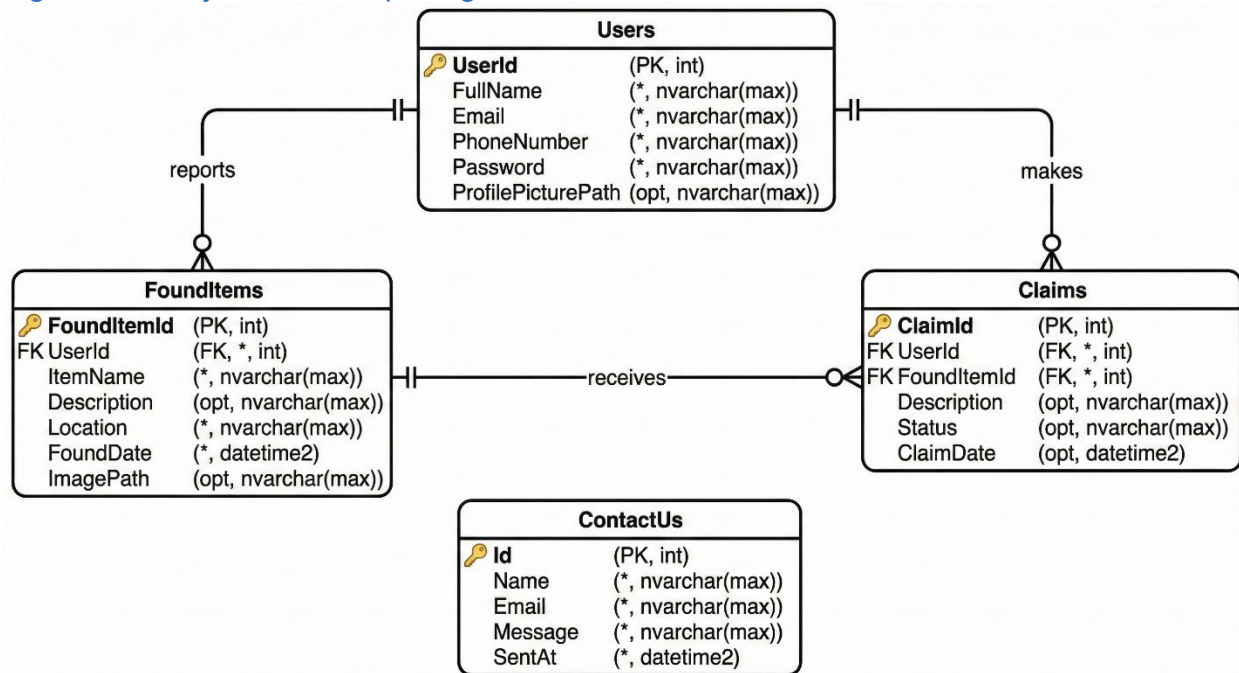 Users
UserId (PK, int)
FullName (*, nvarchar(max))
Email (*, nvarchar(max))
PhoneNumber (*, nvarchar(max))
Password (*, nvarchar(max))
ProfilePicturePath (opt, nvarchar(max))
reports
makes
FoundItems
FoundItemId (PK, int)
FK UserId (FK, *, int)
ItemName (*, nvarchar(max))
Description (opt, nvarchar(max))
Location (*, nvarchar(max))
FoundDate (*, datetime2)
ImagePath (opt, nvarchar(max))
receives
Claims
ClaimId (PK, int)
FK UserId (FK, *, int)
FK FoundItemId (FK, *, int)
Description (opt, nvarchar(max))
Status (opt, nvarchar(max))
ClaimDate (opt, datetime2)
ContactUs
Id (PK, int)
Name (*, nvarchar(max))
Email (*, nvarchar(max))
Message (*, nvarchar(max))
SentAt (*, datetime2)